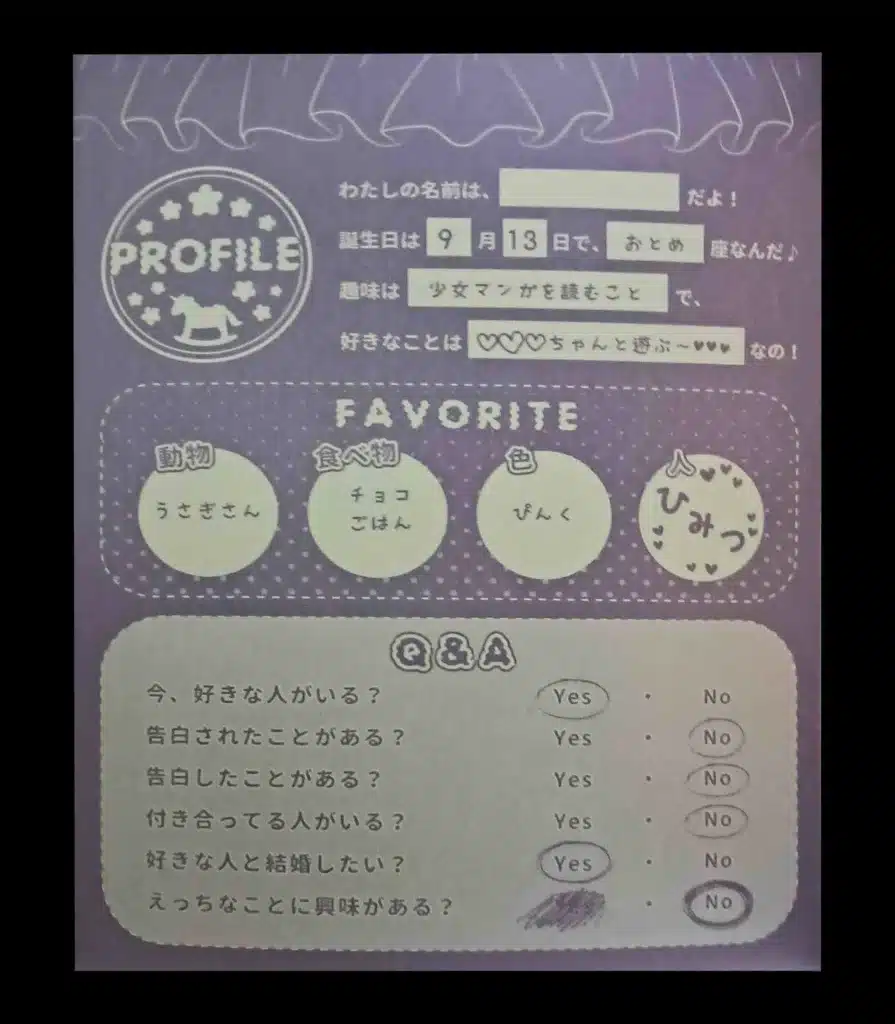 PROFILE
わたしの名前は、だよ！
誕生日は 9 月 13 日で、おとめ 座なんだ♪
趣味は 少女マンガを読むこと で、
好きなことは ♡♡♡ちゃんと遊ぶ～♥♥♥ なの！
FAVORITE
動物
うさぎさん
食べ物
チョコ
ごはん
色
ぴんく
人
ひみつ
Q&A
今、好きな人がいる？ Yes ・ No
告白されたことがある？ Yes ・ No
告白したことがある？ Yes ・ No
付き合ってる人がいる？ Yes ・ No
好きな人と結婚したい？ Yes ・ No
えっちなことに興味がある？ ・ No